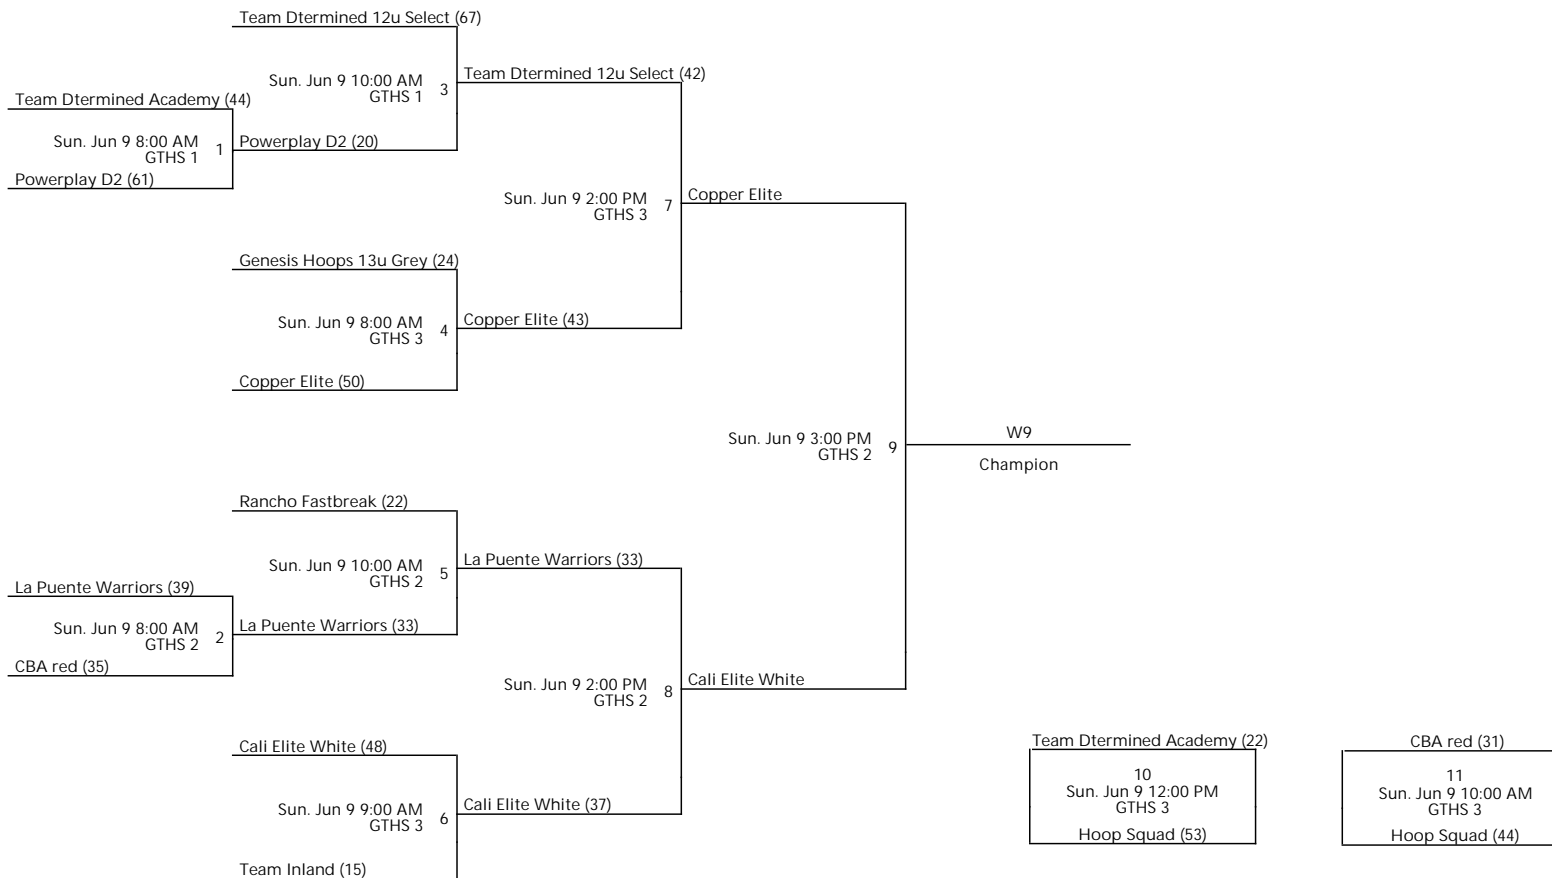 Team Dtermined 12u Select (67)
Sun. Jun 9 10:00 AM
GTHS 1
3
Team Dtermined 12u Select (42)
Team Dtermined Academy (44)
Sun. Jun 9 8:00 AM
GTHS 1
1
Powerplay D2 (20)
Powerplay D2 (61)
Sun. Jun 9 2:00 PM
GTHS 3
7
Copper Elite
Genesis Hoops 13u Grey (24)
Sun. Jun 9 8:00 AM
GTHS 3
4
Copper Elite (43)
Copper Elite (50)
Sun. Jun 9 3:00 PM
GTHS 2
9
W9
Champion
Rancho Fastbreak (22)
Sun. Jun 9 10:00 AM
GTHS 2
5
La Puente Warriors (33)
La Puente Warriors (39)
Sun. Jun 9 8:00 AM
GTHS 2
2
La Puente Warriors (33)
CBA red (35)
Sun. Jun 9 2:00 PM
GTHS 2
8
Cali Elite White
Cali Elite White (48)
Sun. Jun 9 9:00 AM
GTHS 3
6
Cali Elite White (37)
Team Inland (15)
Team Dtermined Academy (22)
10
Sun. Jun 9 12:00 PM
GTHS 3
Hoop Squad (53)
CBA red (31)
11
Sun. Jun 9 10:00 AM
GTHS 3
Hoop Squad (44)